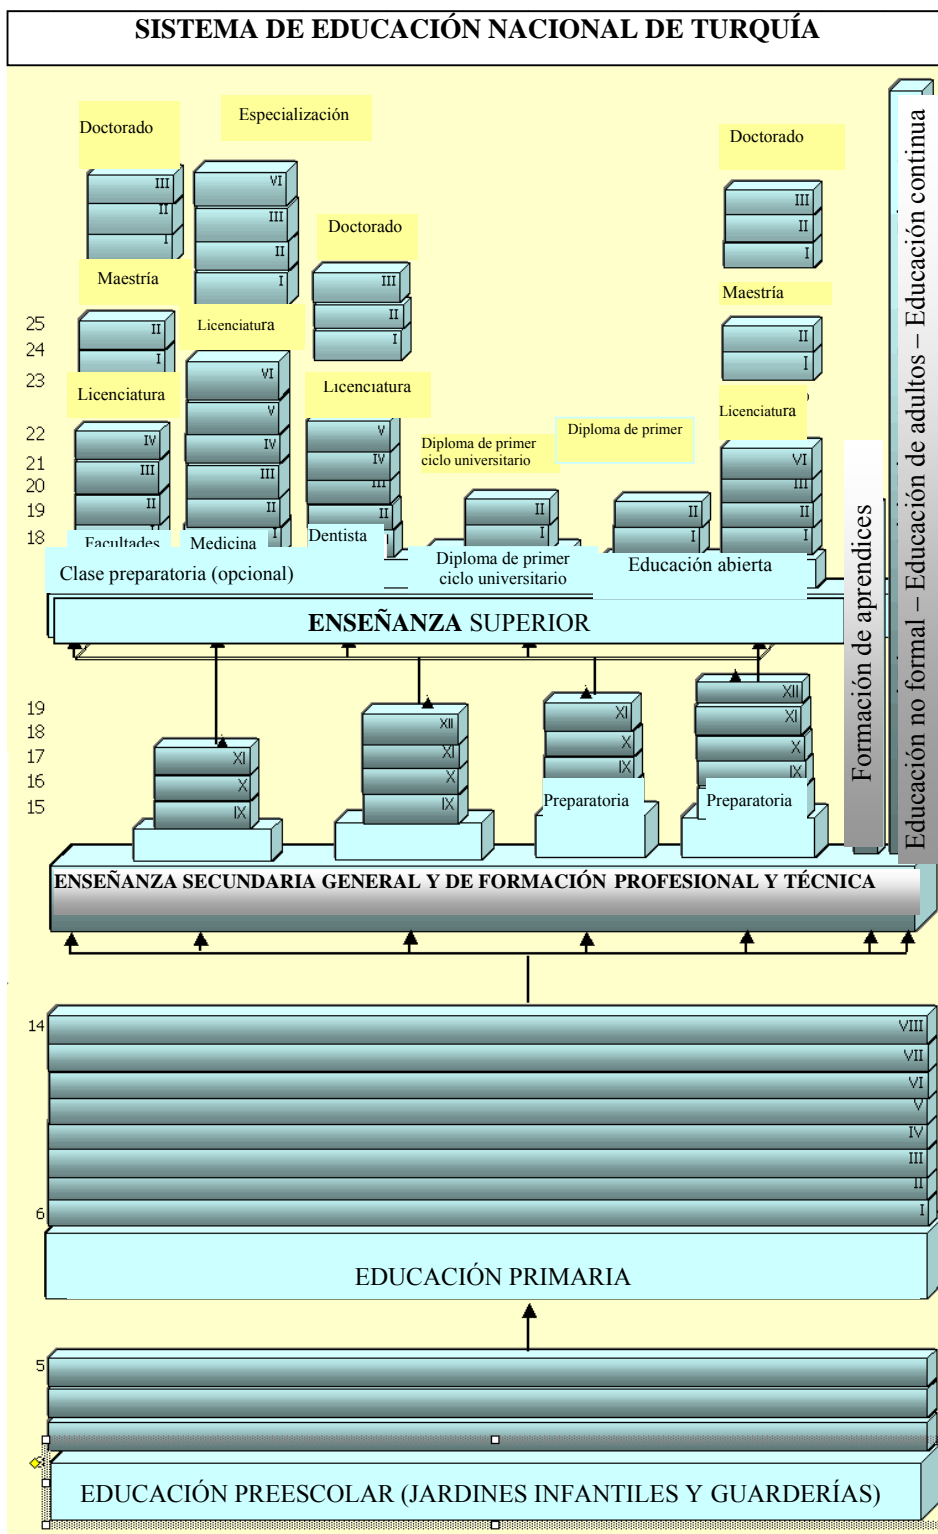 SISTEMA DE EDUCACIÓN NACIONAL DE TURQUÍA
Doctorado
Especialización
Doctorado
III
II
I
VI
III
II
I
Doctorado
III
II
I
III
II
I
Maestría
Licenciatura
Maestría
25
24
23
II
I
II
I
Licenciatura
VI
V
IV
III
II
I
Licenciatura
Licenciatura
22
21
20
19
18
IV
III
II
I
V
IV
III
II
Diploma de primer
ciclo universitario
Diploma de primer
II
I
II
I
VI
III
II
I
Facultades
Medicina
Dentista
Clase preparatoria (opcional)
Diploma de primer
ciclo universitario
Educación abierta
ENSEÑANZA SUPERIOR
Formación de aprendices
Educación no formal – Educación de adultos – Educación continua
19
18
17
16
15
XI
X
IX
XII
XI
X
IX
XI
X
IX
Preparatoria
XII
XI
X
IX
Preparatoria
ENSEÑANZA SECUNDARIA GENERAL Y DE FORMACIÓN PROFESIONAL Y TÉCNICA
14
VIII
VII
VI
V
IV
III
II
6
I
EDUCACIÓN PRIMARIA
5
EDUCACIÓN PREESCOLAR (JARDINES INFANTILES Y GUARDERÍAS)